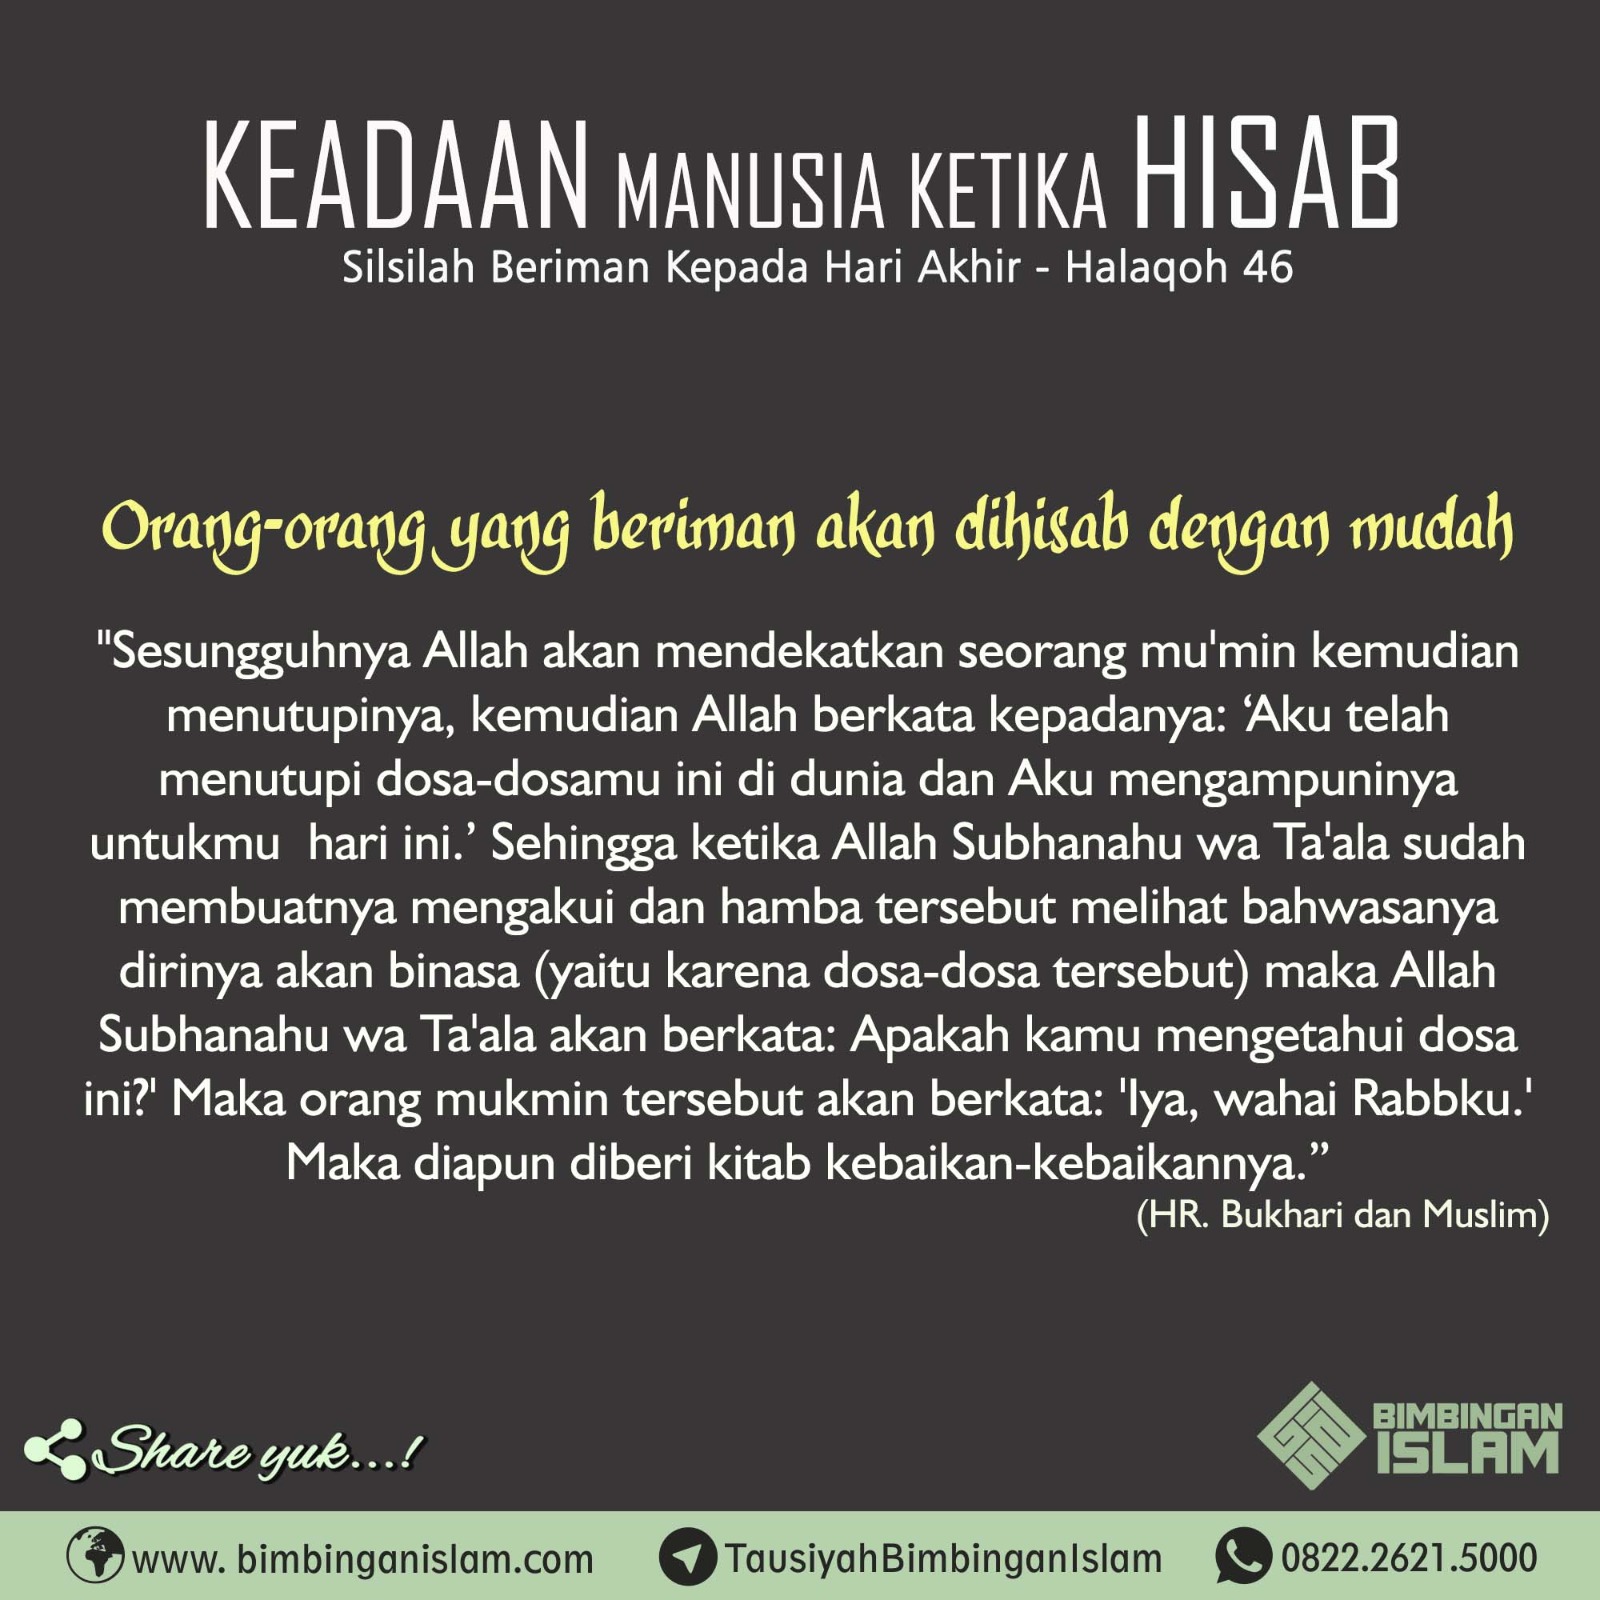 KEADAAN MANUSIA KETIKA HISAB
Silsilah Beriman Kepada Hari Akhir - Halaqoh 46
Orang-orang yang beriman akan dihisab dengan mudah
"Sesungguhnya Allah akan mendekatkan seorang mu'min kemudian
menutupinya, kemudian Allah berkata kepadanya: ‘Aku telah
menutupi dosa-dosamu ini di dunia dan Aku mengampuninya
untukmu  hari ini.’ Sehingga ketika Allah Subhanahu wa Ta'ala sudah
membuatnya mengakui dan hamba tersebut melihat bahwasanya
dirinya akan binasa (yaitu karena dosa-dosa tersebut) maka Allah
Subhanahu wa Ta'ala akan berkata: Apakah kamu mengetahui dosa
ini?' Maka orang mukmin tersebut akan berkata: 'Iya, wahai Rabbku.'
Maka diapun diberi kitab kebaikan-kebaikannya.”
(HR. Bukhari dan Muslim)
Share yuk...!
BIMBINGAN
ISLAM
www. bimbinganislam.com
TausiyahBimbinganIslam
0822.2621.5000